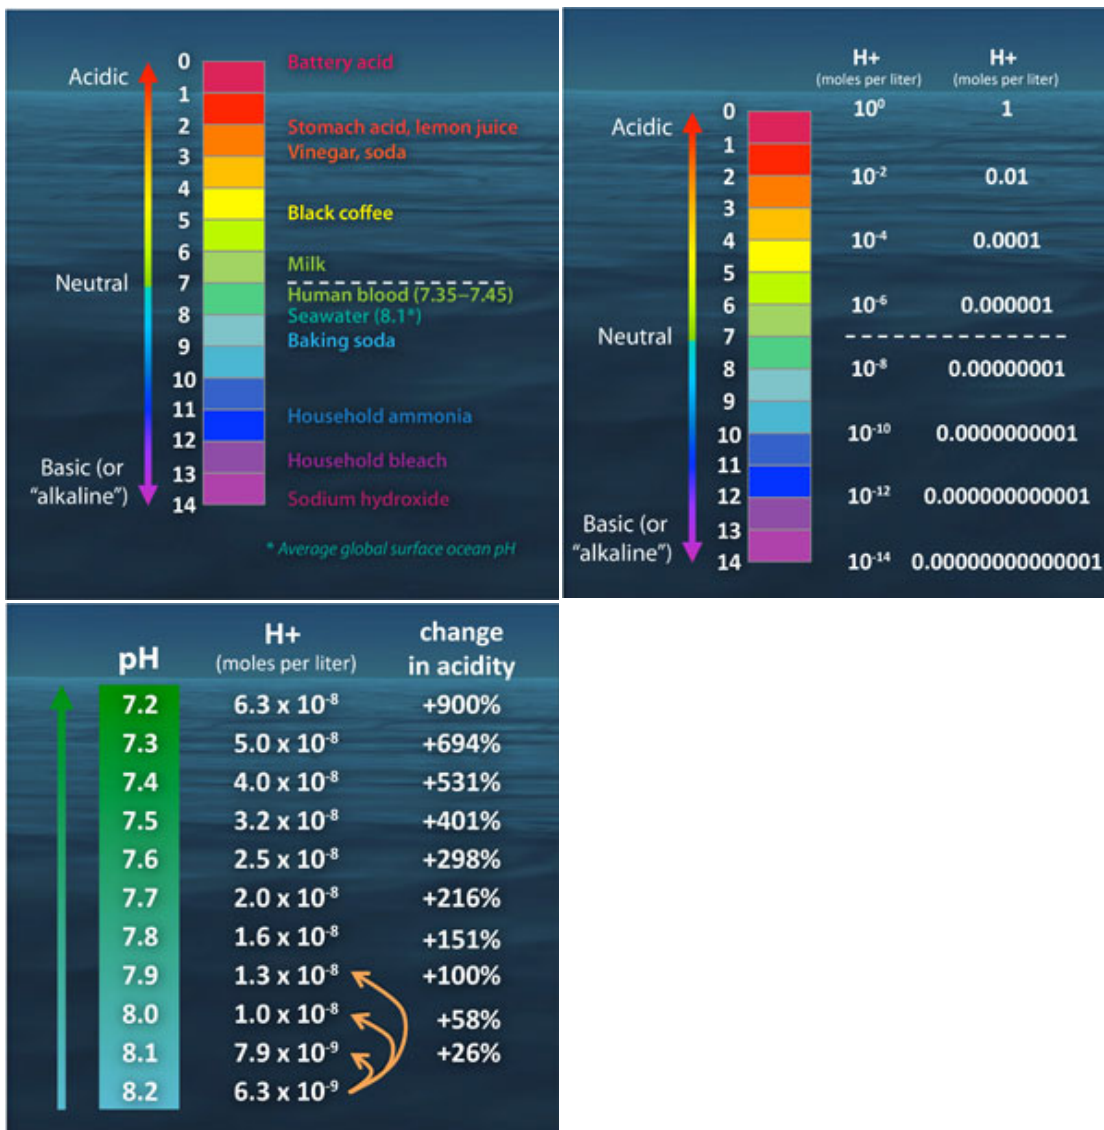 0
Battery acid
Acidic
1
2
Stomach acid, lemon juice
Vinegar, soda
3
4
Black coffee
5
6
Milk
Neutral
7
Human blood (7.35–7.45)
8
Seawater (8.1*)
Baking soda
9
10
11
Household ammonia
12
Basic (or
"alkaline")
Household bleach
13
14
Sodium hydroxide
* Average global surface ocean pH
H+ H+
(moles per liter) (moles per liter)
0 10⁰ 1
Acidic
1
2 10⁻² 0.01
3
4 10⁻⁴ 0.0001
5
6 10⁻⁶ 0.000001
Neutral 7
8 10⁻⁸ 0.00000001
9
10 10⁻¹⁰ 0.0000000001
11
12 10⁻¹² 0.000000000001
Basic (or
"alkaline")
13
14 10⁻¹⁴ 0.00000000000001
pH H+ change
(moles per liter) in acidity
7.2 6.3 x 10⁻⁸ +900%
7.3 5.0 x 10⁻⁸ +694%
7.4 4.0 x 10⁻⁸ +531%
7.5 3.2 x 10⁻⁸ +401%
7.6 2.5 x 10⁻⁸ +298%
7.7 2.0 x 10⁻⁸ +216%
7.8 1.6 x 10⁻⁸ +151%
7.9 1.3 x 10⁻⁸ +100%
8.0 1.0 x 10⁻⁸ +58%
8.1 7.9 x 10⁻⁹ +26%
8.2 6.3 x 10⁻⁹